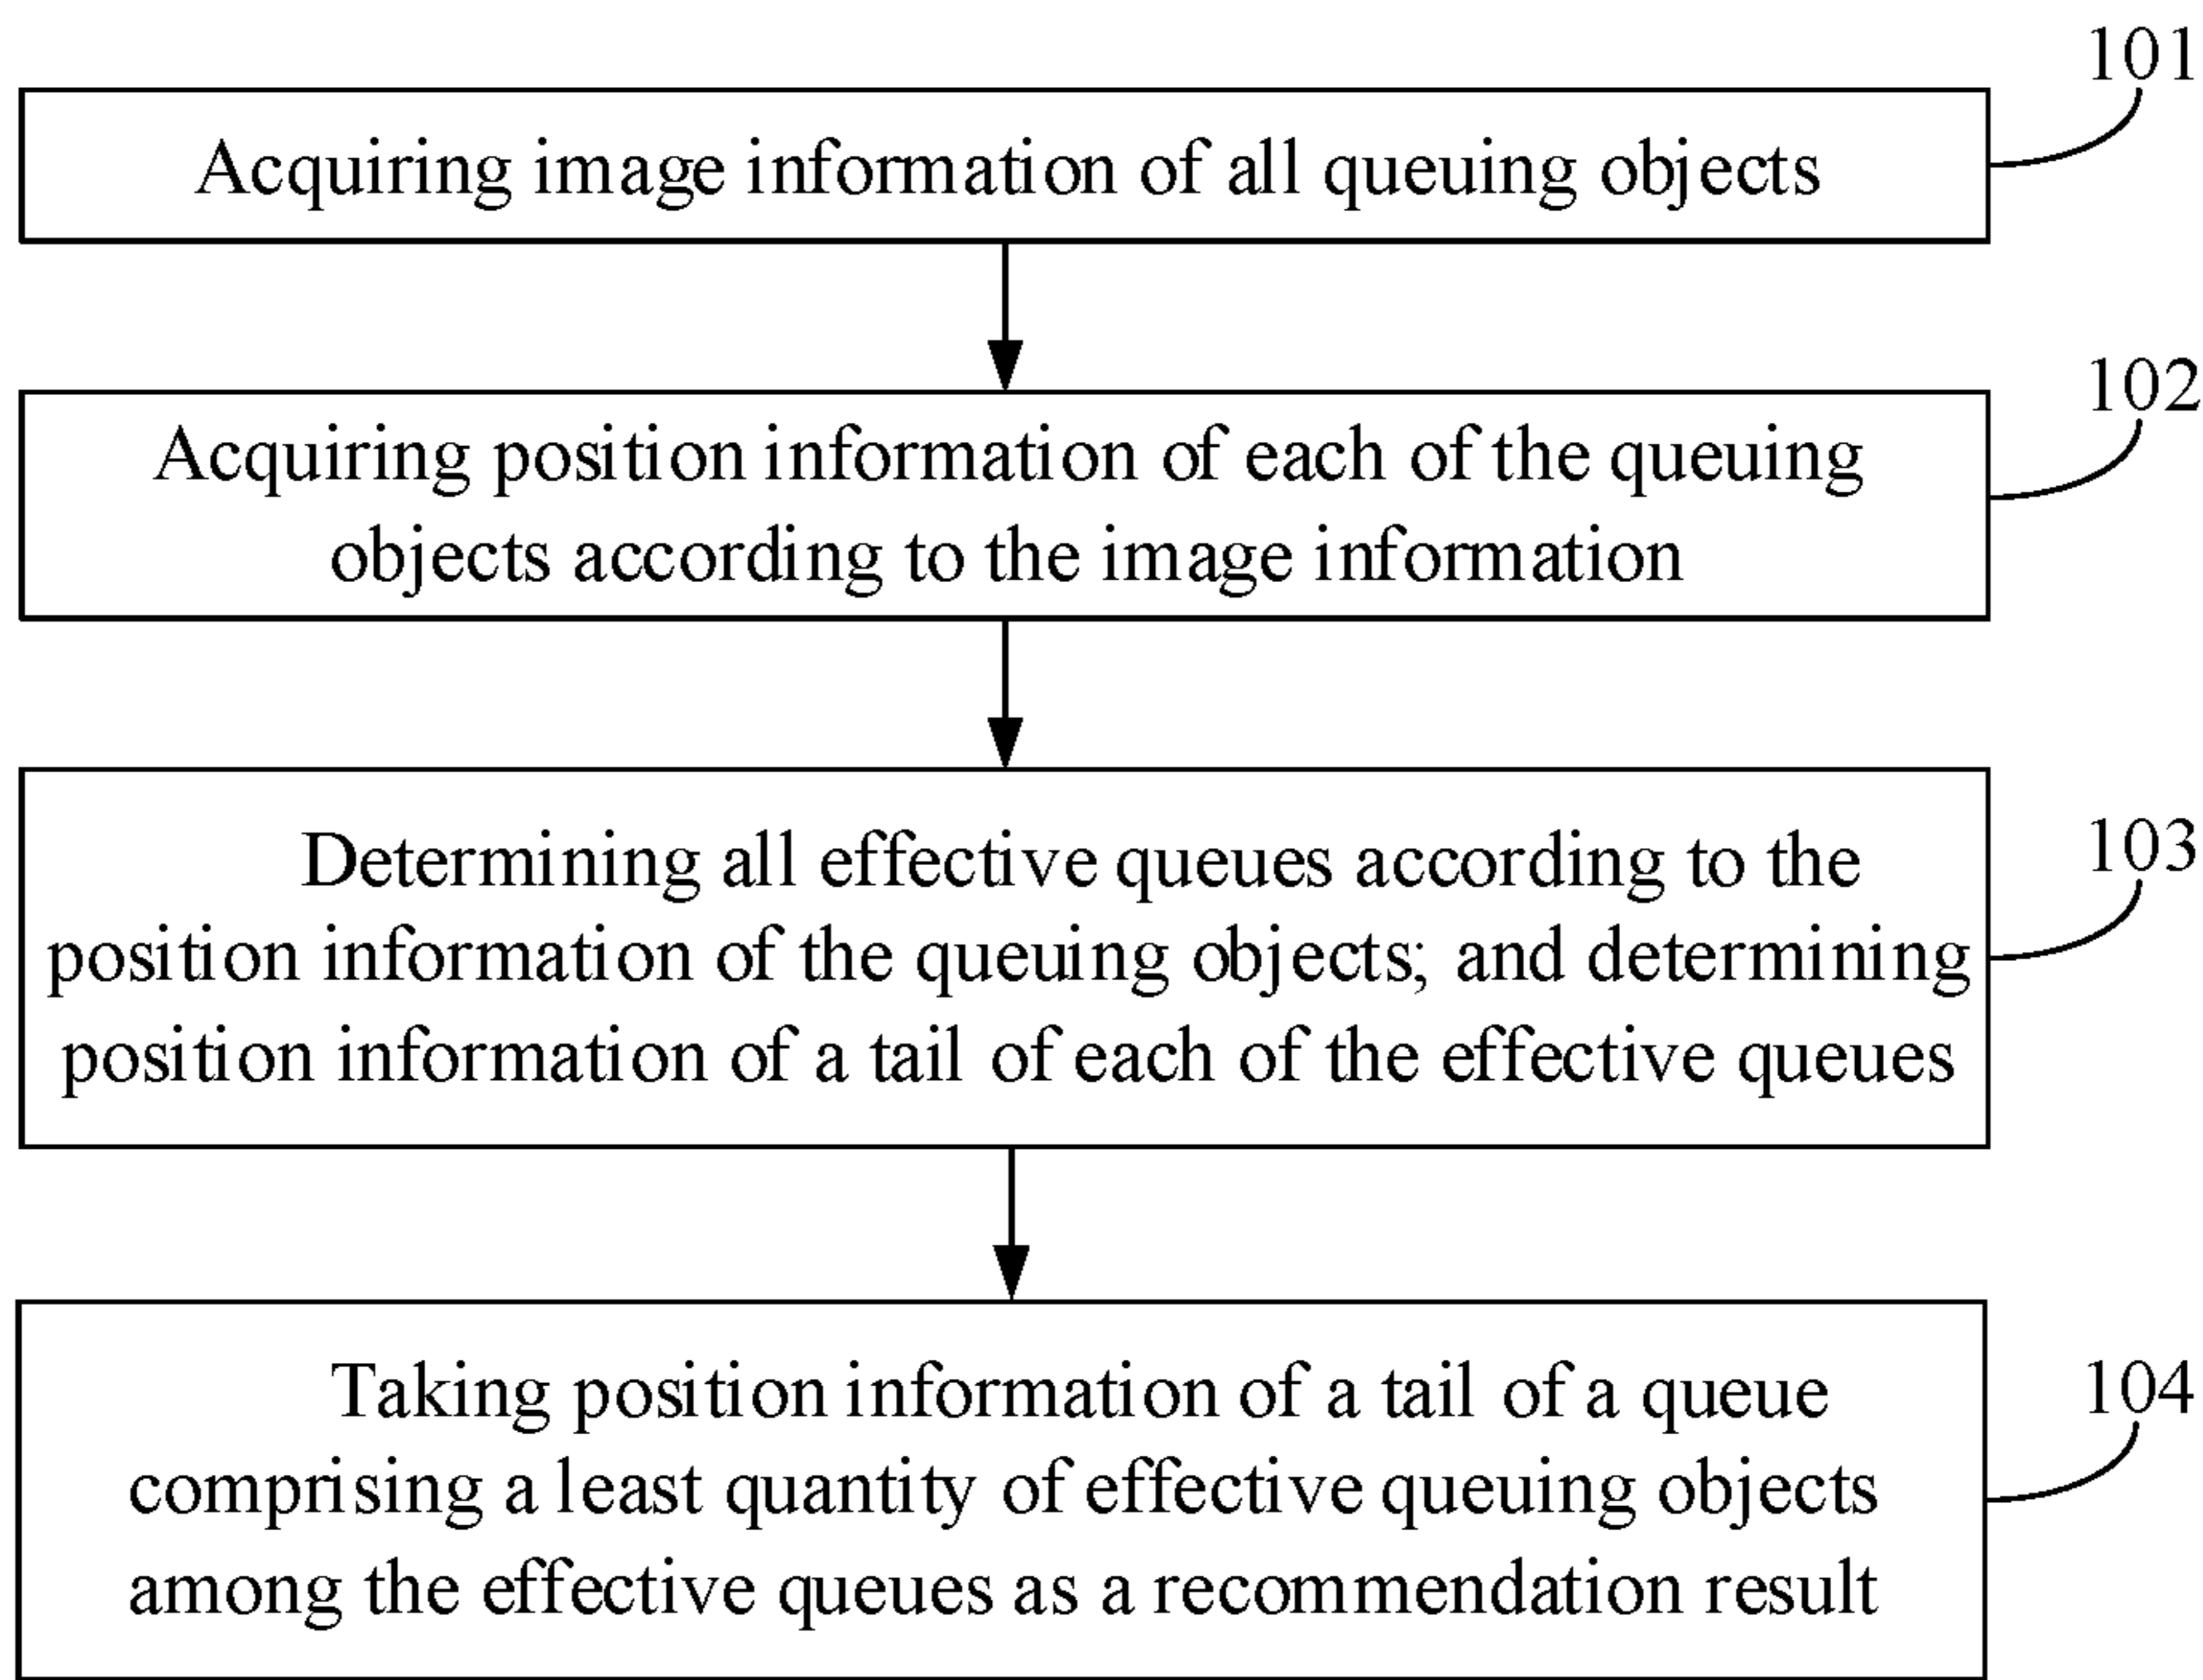 101
Acquiring image information of all queuing objects
102
Acquiring position information of each of the queuing
objects according to the image information
103
Determining all effective queues according to the
position information of the queuing objects; and determining
position information of a tail of each of the effective queues
104
Taking position information of a tail of a queue
comprising a least quantity of effective queuing objects
among the effective queues as a recommendation result